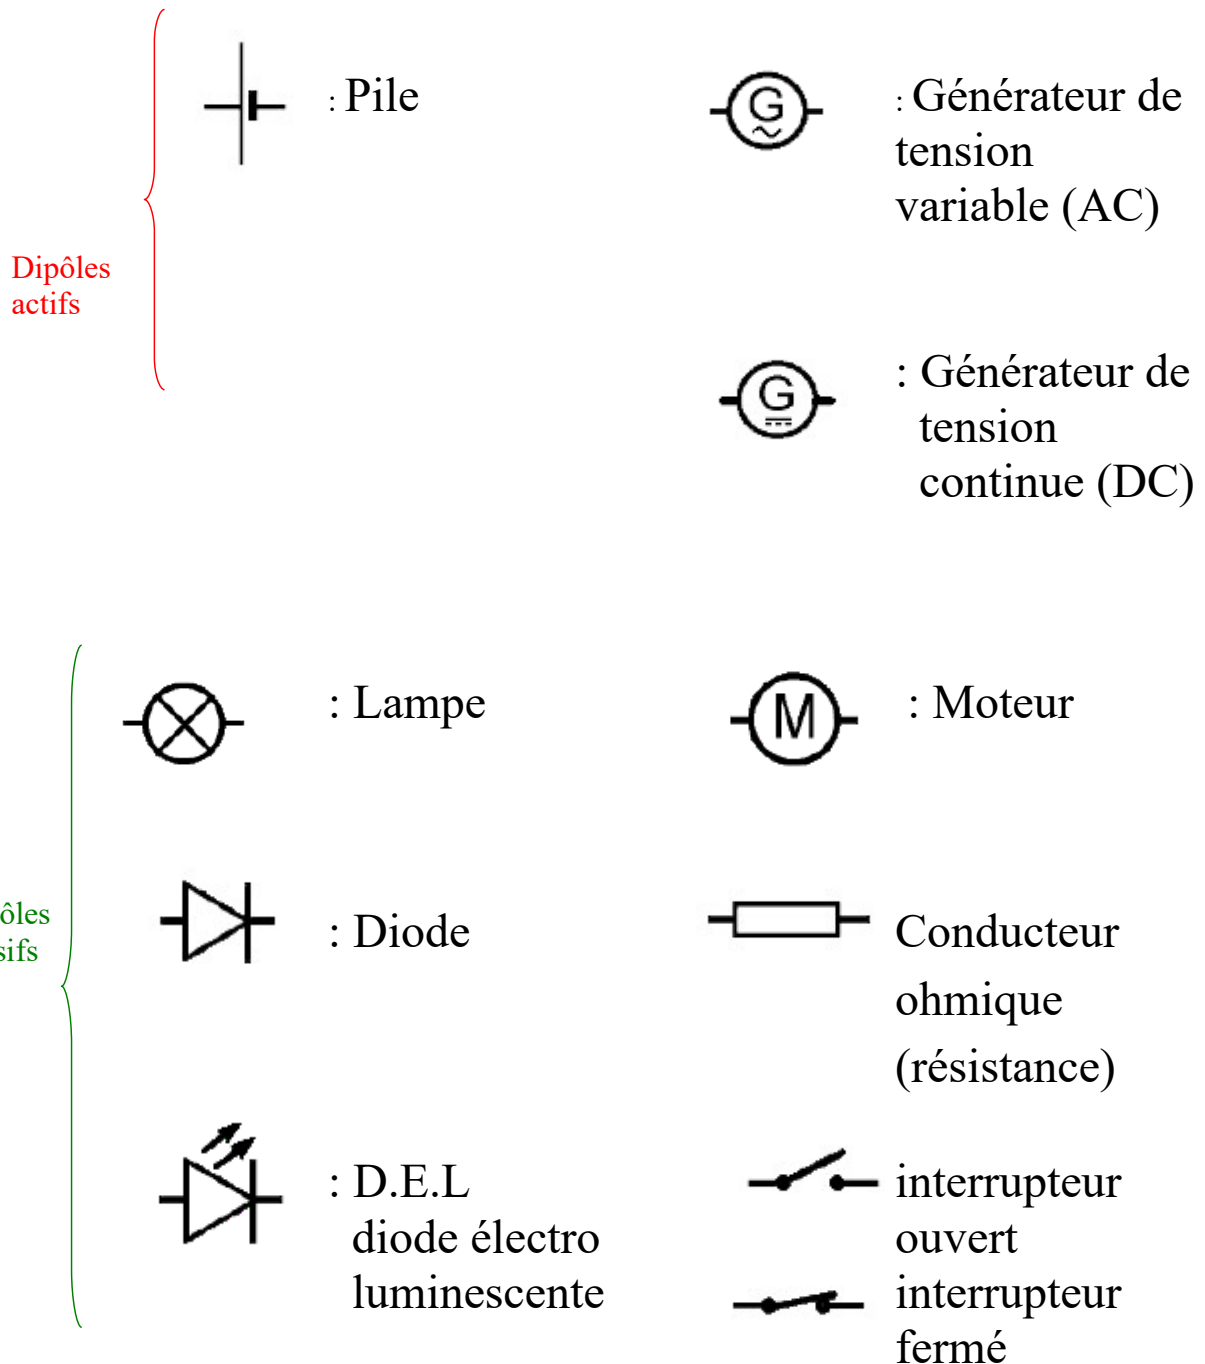 : Pile
: Générateur de
tension
variable (AC)
G
Dipôles
actifs
: Générateur de
tension
continue (DC)
G
: Lampe
M
: Moteur
: Diode
ôles
sifs
Conducteur
ohmique
(résistance)
: D.E.L
diode électro
luminescente
interrupteur
ouvert
interrupteur
fermé